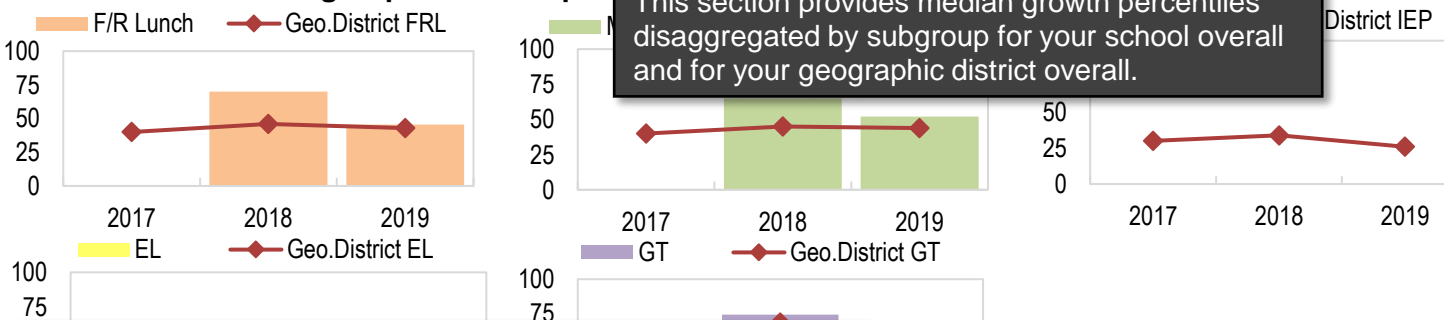 This section provides median growth percentiles
disaggregated by subgroup for your school overall
and for your geographic district overall.
F/R Lunch Geo.District FRL
100
75
50
25
0
2017 2018 2019
100
75
50
25
0
2017 2018 2019
District IEP
50
25
0
2017 2018 2019
EL Geo.District EL
100
75
GT Geo.District GT
100
75